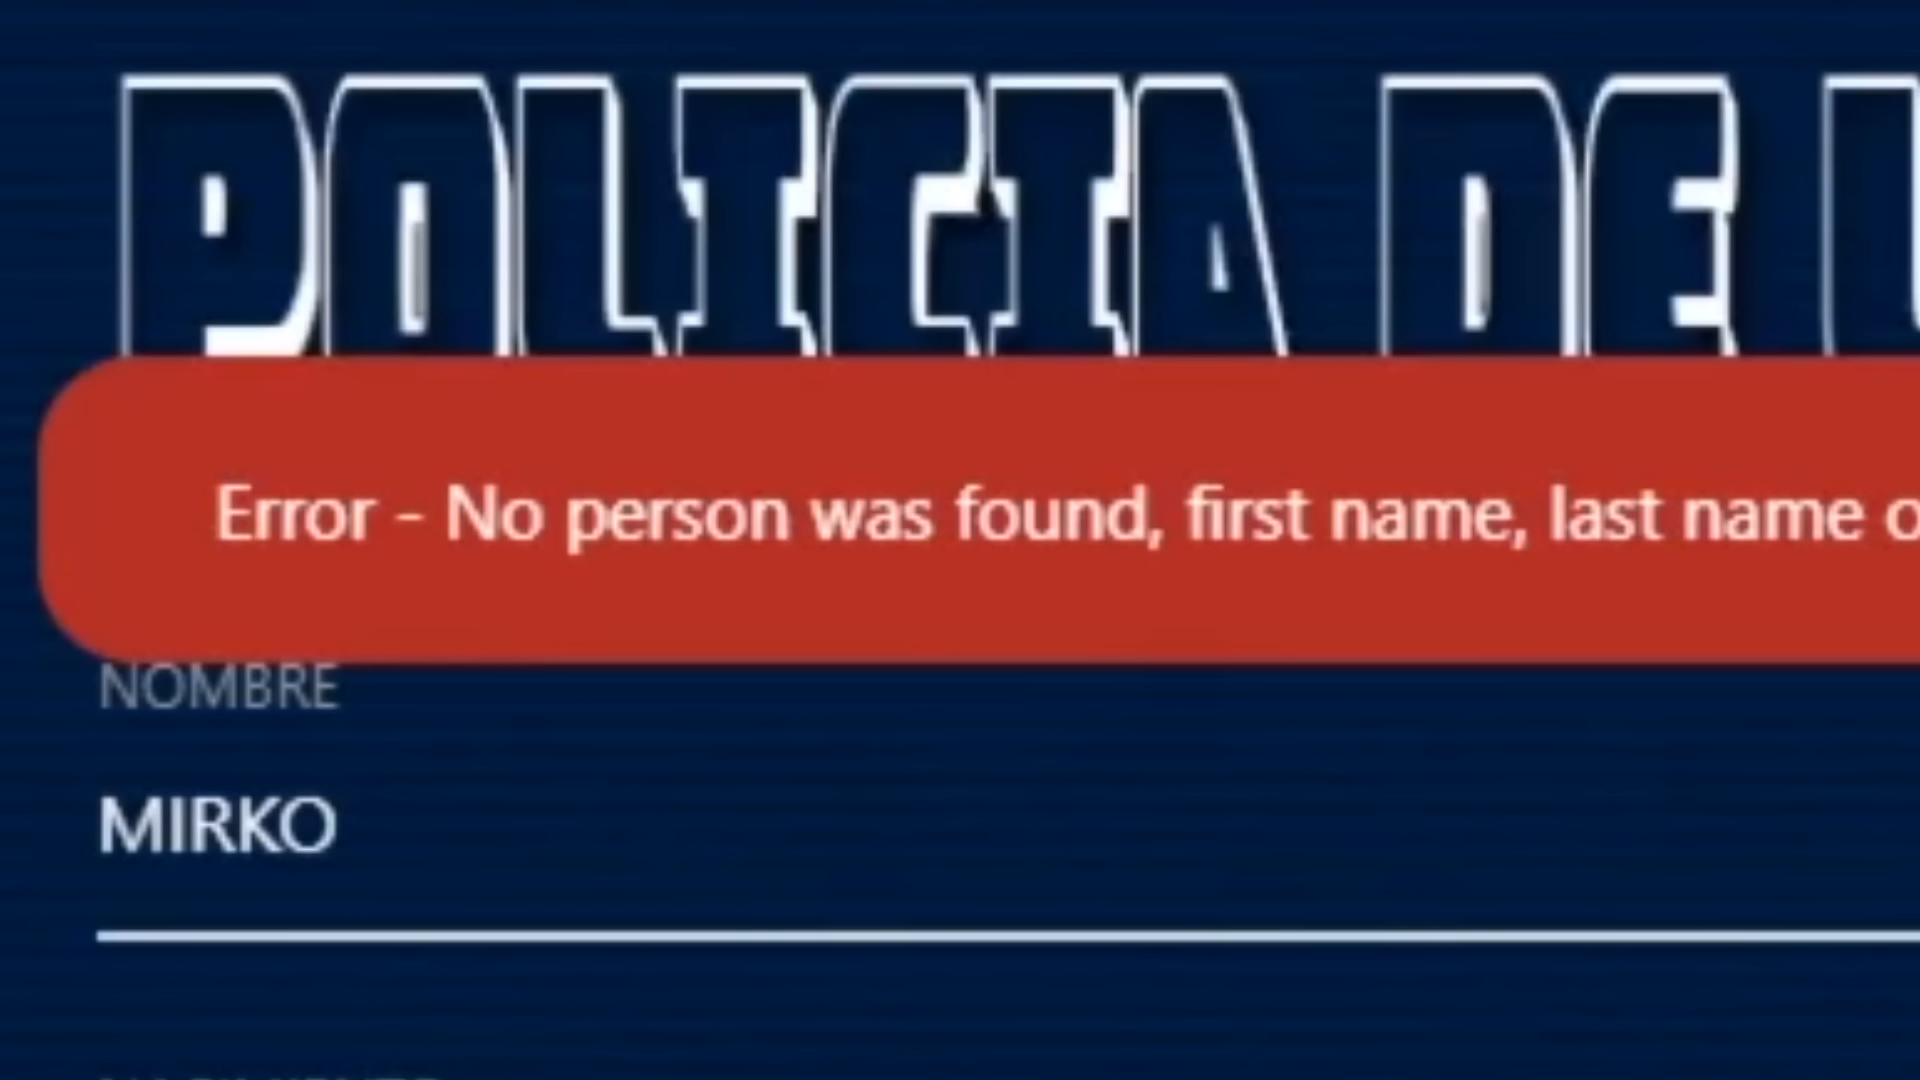 POLICIA DE
Error - No person was found, first name, last name o
NOMBRE
MIRKO